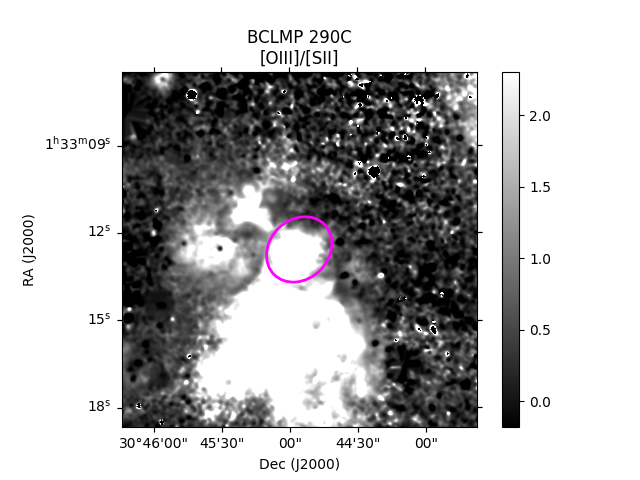 BCLMP 290C
[OIII]/[SII]
1ʰ33ᵐ09ˢ
12ˢ
15ˢ
18ˢ
RA (J2000)
30°46'00" 45'30" 00" 44'30" 00"
Dec (J2000)
2.0
1.5
1.0
0.5
0.0